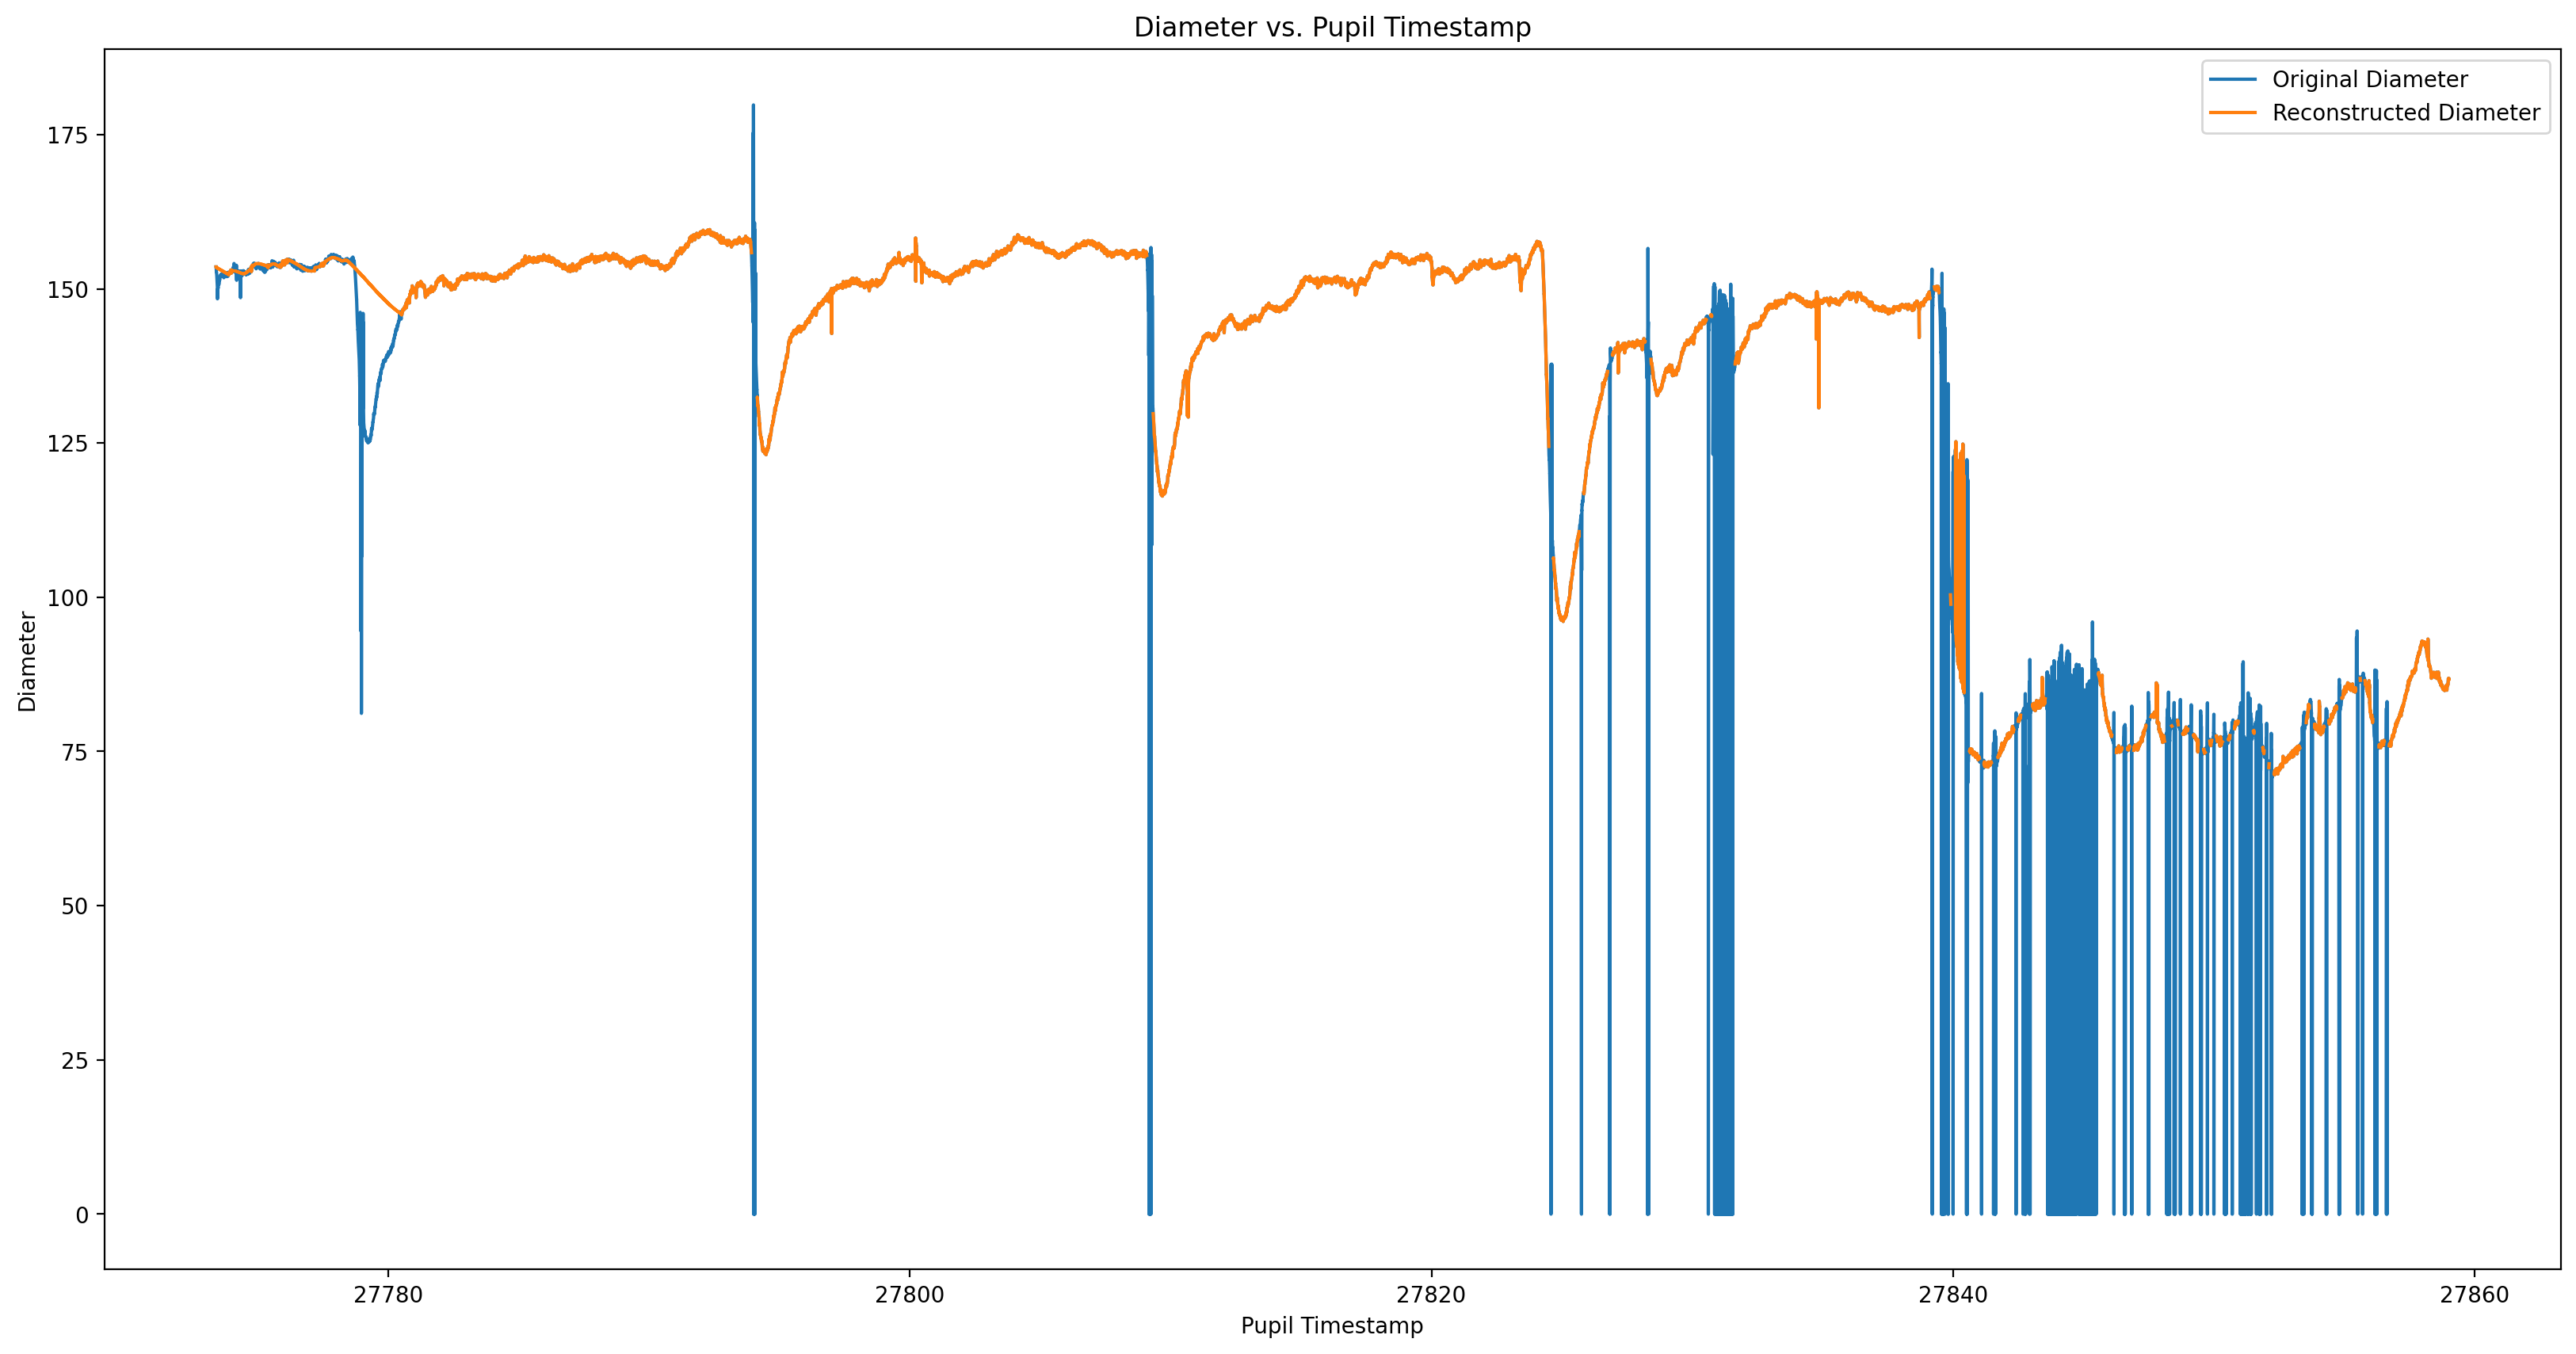 Diameter vs. Pupil Timestamp
Original Diameter
Reconstructed Diameter
175
150
125
100
75
50
25
0
Diameter
27780
27800
27820
27840
27860
Pupil Timestamp